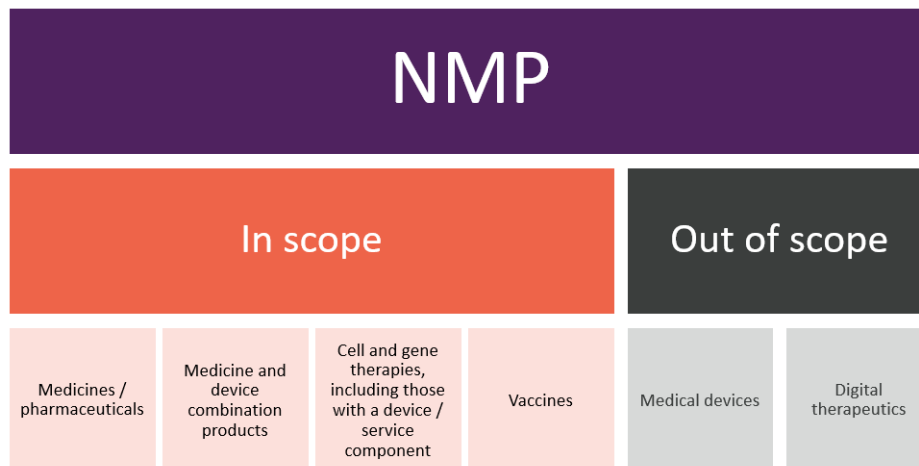 NMP
In scope
Out of scope
Medicines /
pharmaceuticals
Medicine and
device
combination
products
Cell and gene
therapies,
including those
with a device /
service
component
Vaccines
Medical devices
Digital
therapeutics